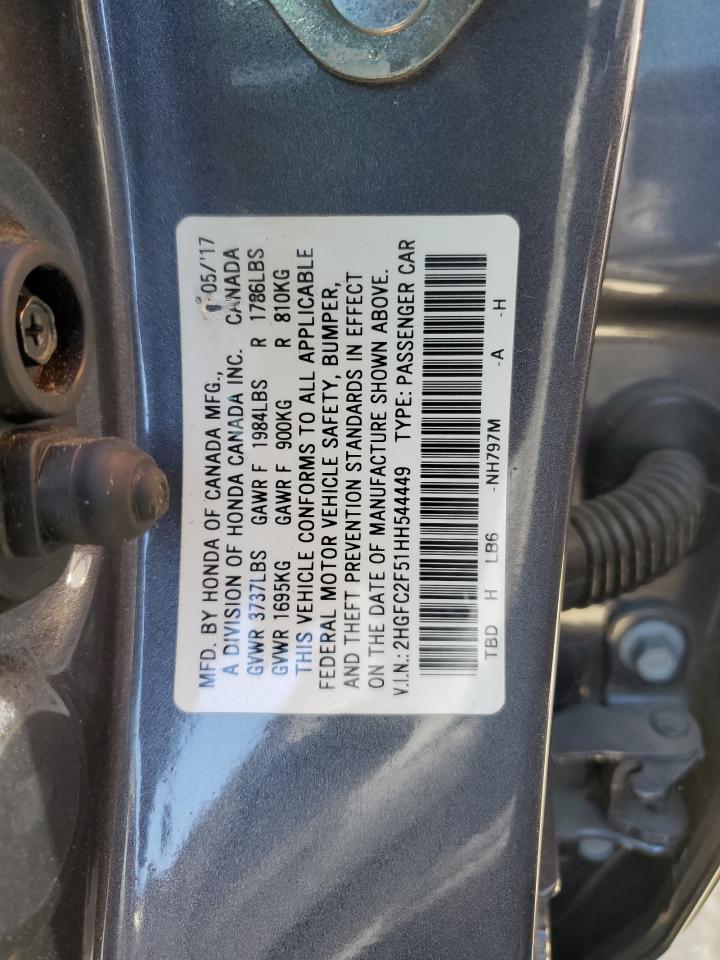 MFD. BY HONDA OF CANADA MFG., 05/'17
A DIVISION OF HONDA CANADA INC. CANADA
GVWR 3737LBS GAWR F 1984LBS R 1786LBS
GVWR 1695KG GAWR F 900KG R 810KG
THIS VEHICLE CONFORMS TO ALL APPLICABLE
FEDERAL MOTOR VEHICLE SAFETY, BUMPER,
AND THEFT PREVENTION STANDARDS IN EFFECT
ON THE DATE OF MANUFACTURE SHOWN ABOVE.
V.I.N.: 2HGFC2F51HH544449 TYPE: PASSENGER CAR
TBD H LB6 -NH797M -A -H